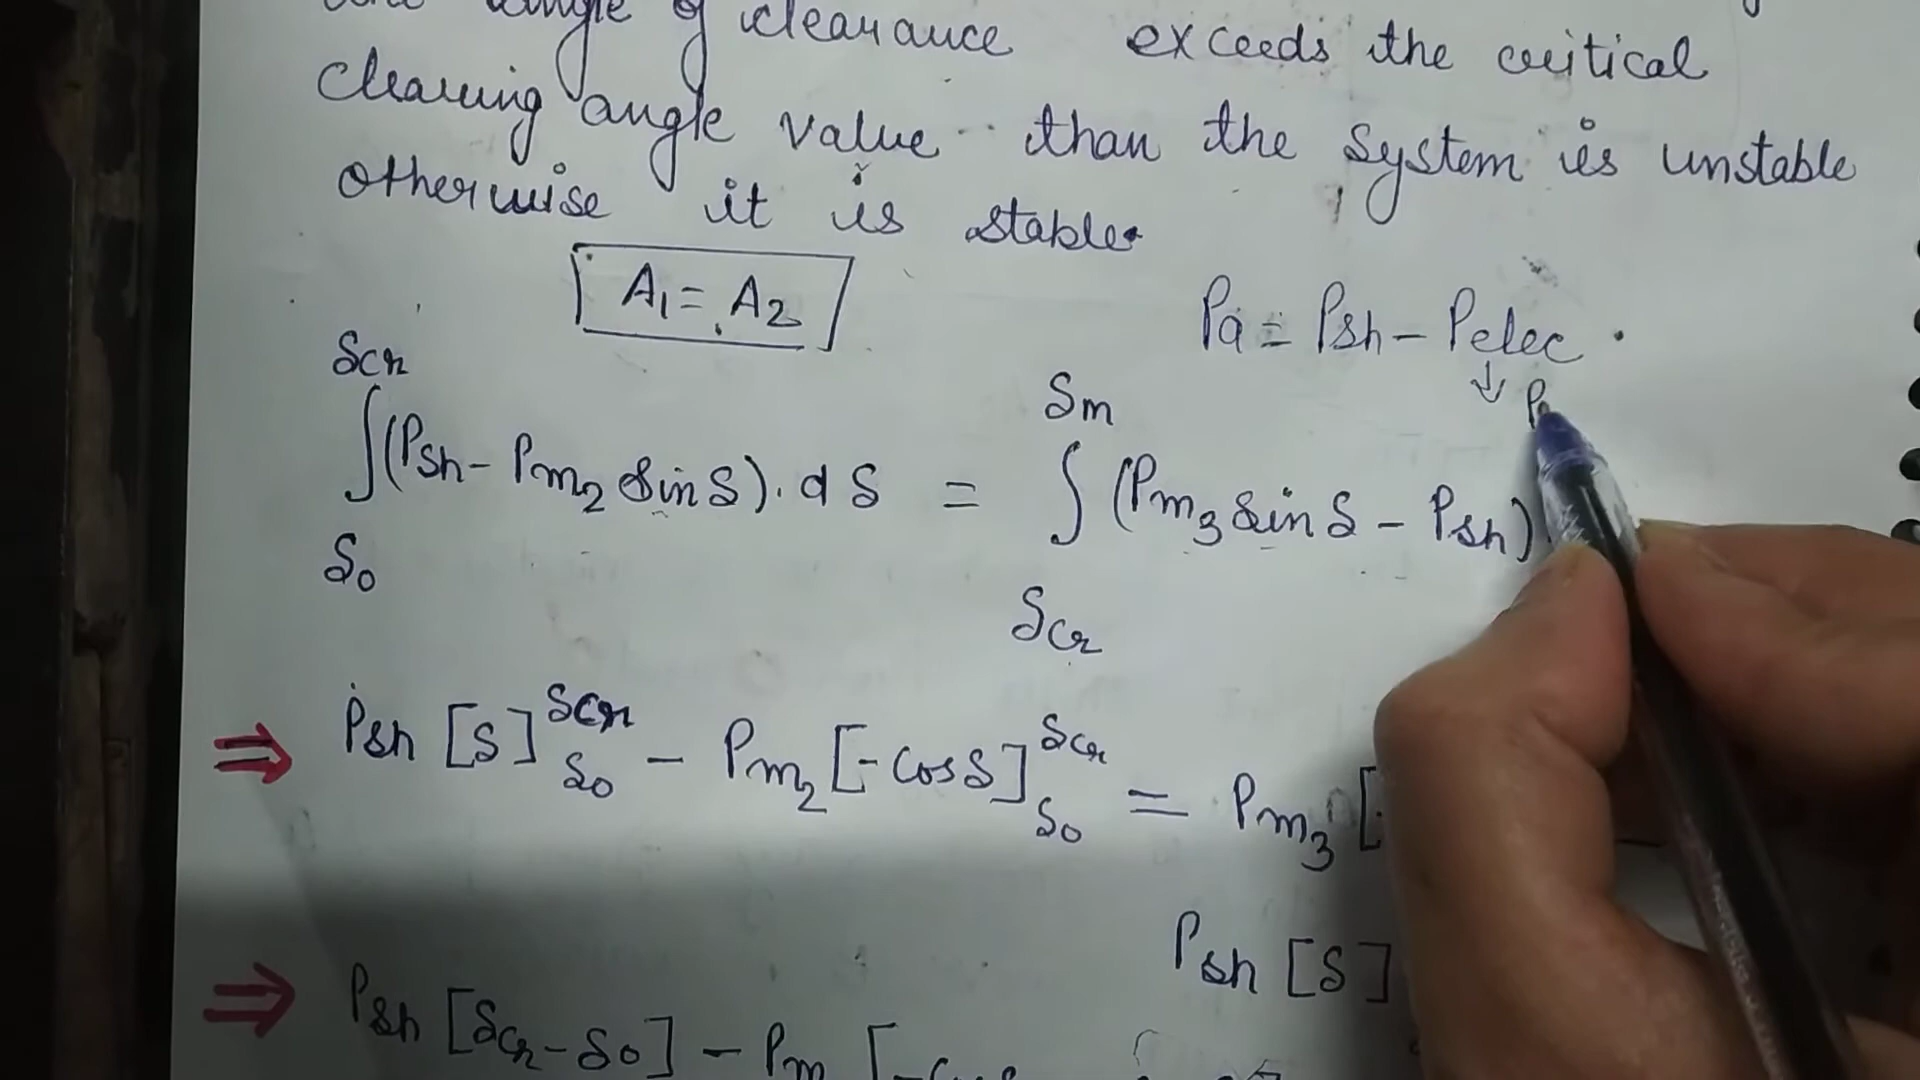 angle of clearance exceeds the critical
clearing angle value than the system is unstable
otherwise it is stable.
A₁ = A₂
Pa = Psh - Pelec .
↓ P
δcr δm
∫(Psh - Pm₂ sin δ). d δ = ∫ (Pm₃ sin δ - Psh)
δ₀ δcr
⇒ Psh [δ]δcr δ₀ - Pm₂ [-cos δ]δcr δ₀ = Pm₃ [-
Psh [δ]
⇒ Psh [δcr - δ₀] - Pm [-cos